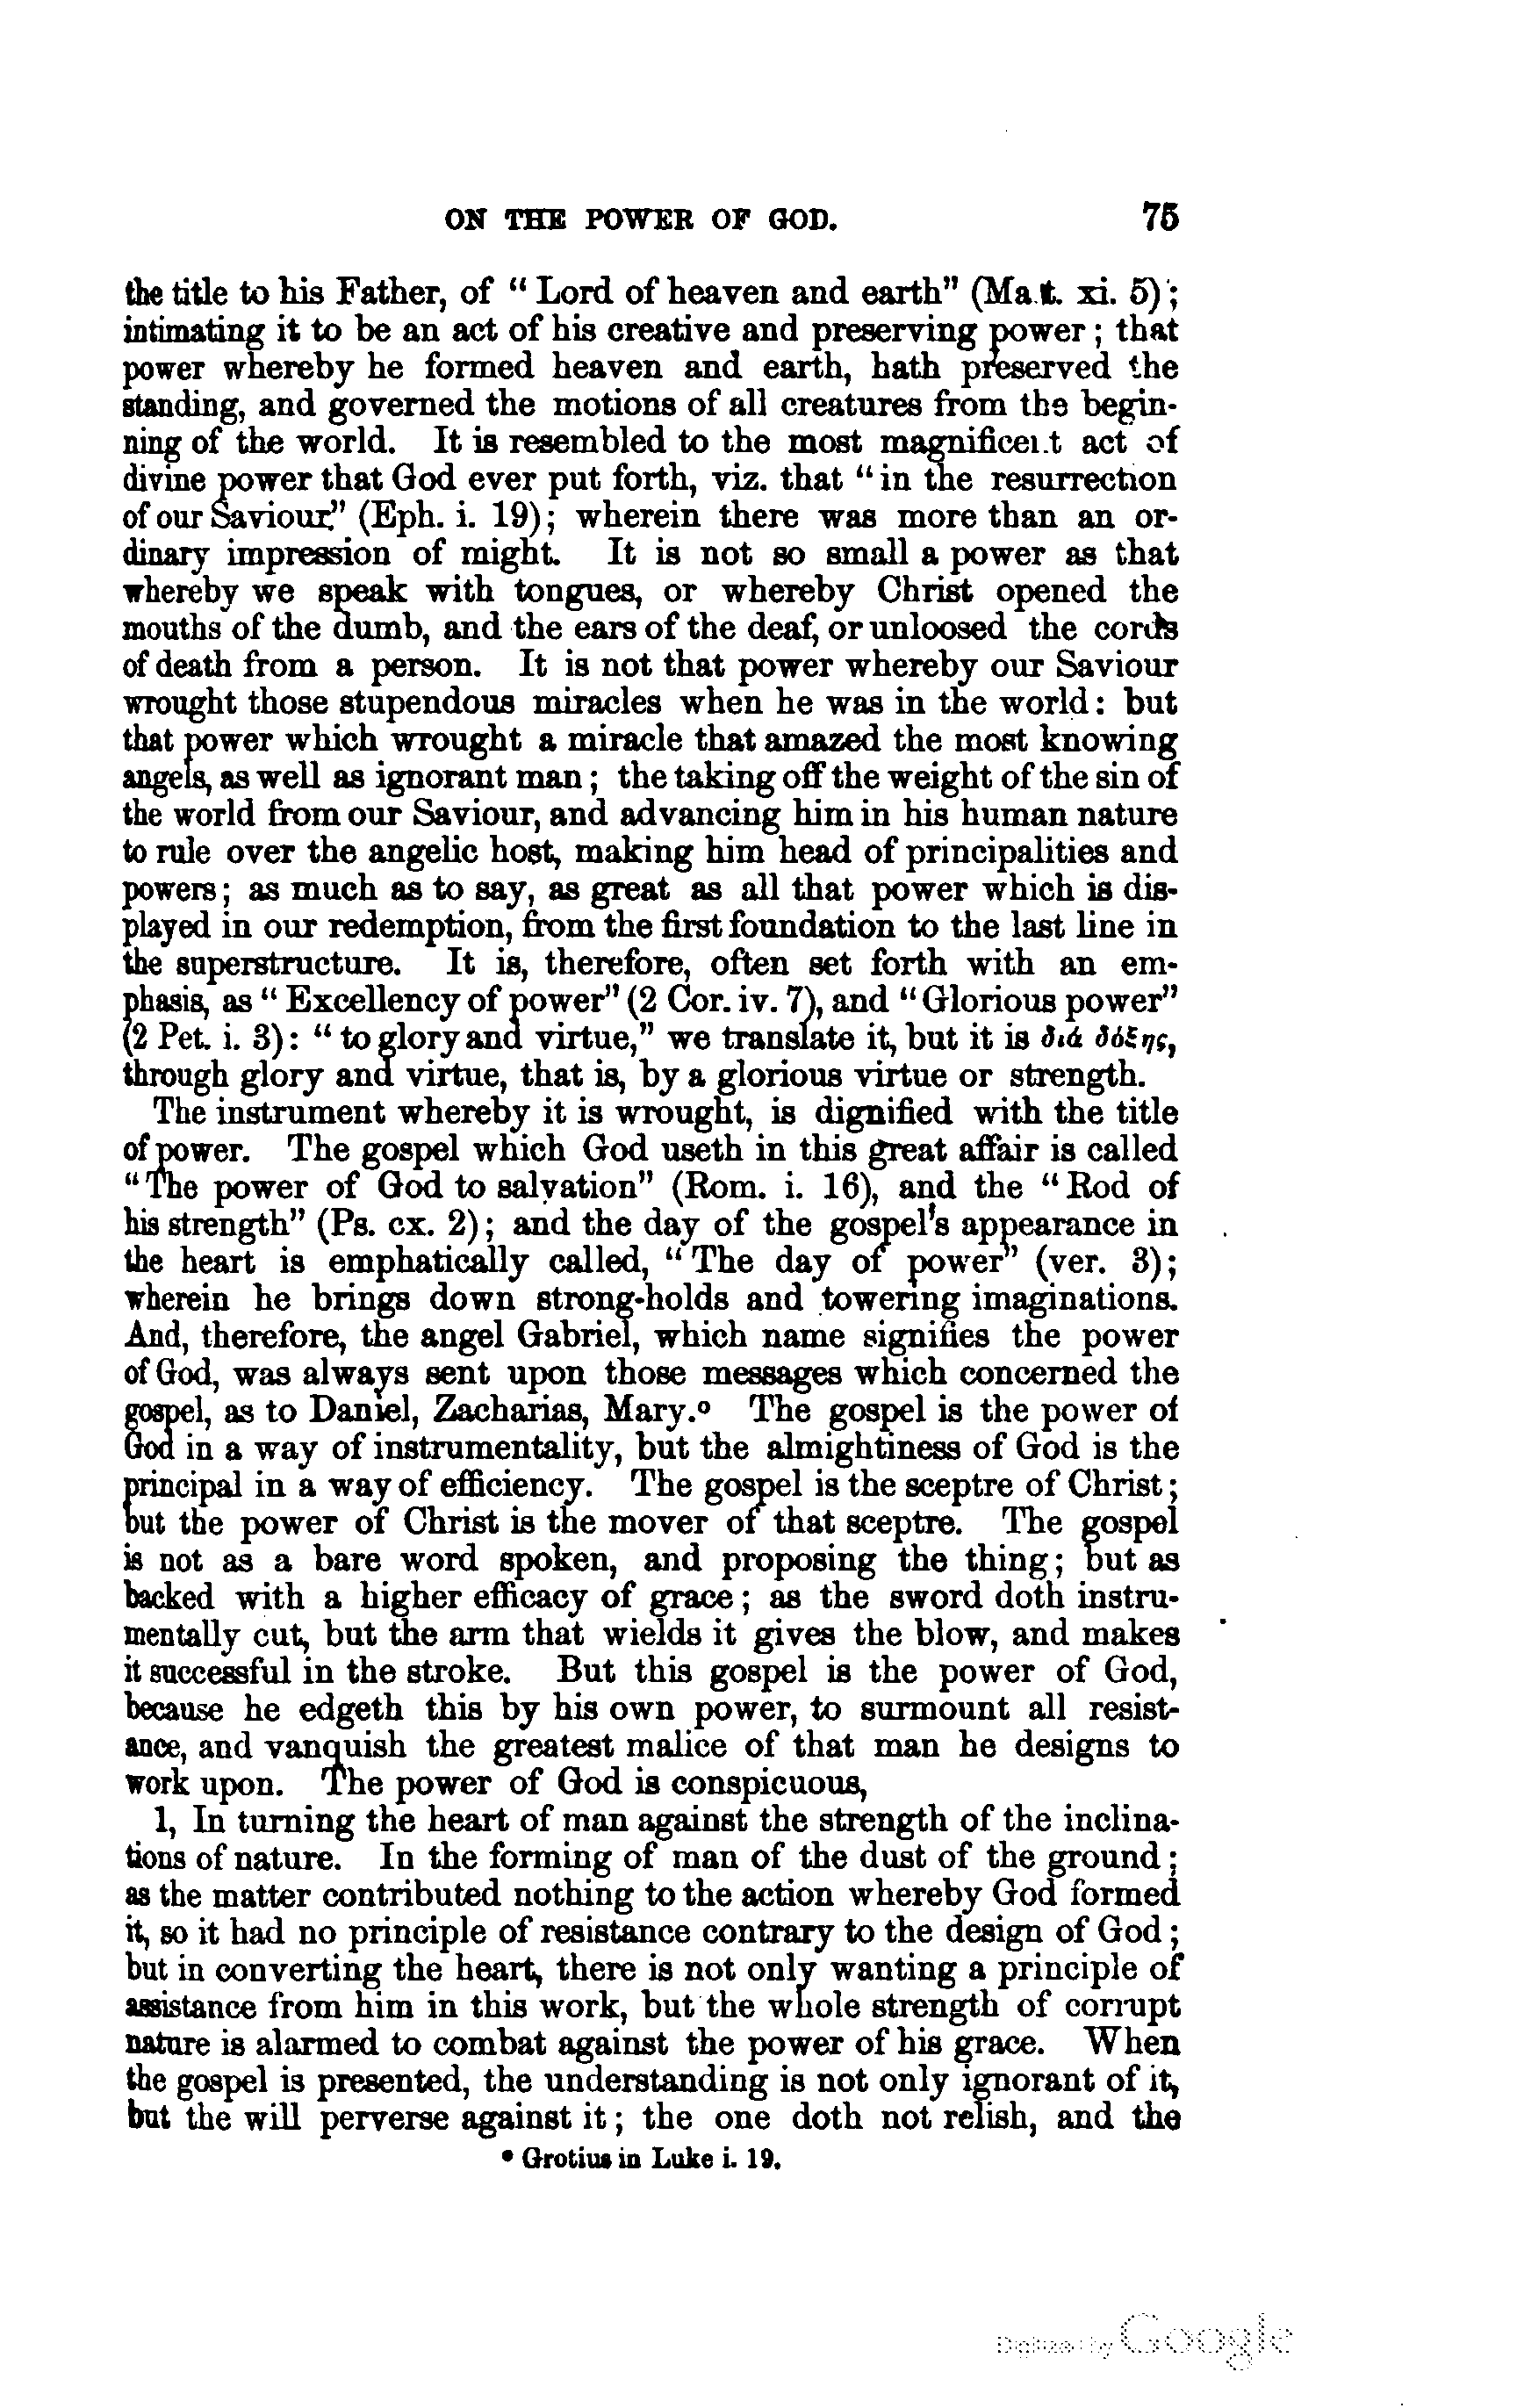 ON THE POWER OF GOD. 75
the title to his Father, of “Lord of heaven and earth” (Mat. xi. 5);
intimating it to be an act of his creative and preserving power; that
power whereby he formed heaven and earth, hath preserved the
standing, and governed the motions of all creatures from the begin-
ning of the world. It is resembled to the most magnificent act of
divine power that God ever put forth, viz. that “in the resurrection
of our Saviour” (Eph. i. 19); wherein there was more than an or-
dinary impression of might. It is not so small a power as that
whereby we speak with tongues, or whereby Christ opened the
mouths of the dumb, and the ears of the deaf, or unloosed the cords
of death from a person. It is not that power whereby our Saviour
wrought those stupendous miracles when he was in the world: but
that power which wrought a miracle that amazed the most knowing
angels, as well as ignorant man; the taking off the weight of the sin of
the world from our Saviour, and advancing him in his human nature
to rule over the angelic host, making him head of principalities and
powers; as much as to say, as great as all that power which is dis-
played in our redemption, from the first foundation to the last line in
the superstructure. It is, therefore, often set forth with an em-
phasis, as “Excellency of power” (2 Cor. iv. 7), and “Glorious power”
(2 Pet. i. 3): “to glory and virtue,” we translate it, but it is διὰ δόξης,
through glory and virtue, that is, by a glorious virtue or strength.
The instrument whereby it is wrought, is dignified with the title
of power. The gospel which God useth in this great affair is called
“The power of God to salvation” (Rom. i. 16), and the “Rod of
his strength” (Ps. cx. 2); and the day of the gospel's appearance in
the heart is emphatically called, “The day of power” (ver. 3);
wherein he brings down strong-holds and towering imaginations.
And, therefore, the angel Gabriel, which name signifies the power
of God, was always sent upon those messages which concerned the
gospel, as to Daniel, Zacharias, Mary.o The gospel is the power of
God in a way of instrumentality, but the almightiness of God is the
principal in a way of efficiency. The gospel is the sceptre of Christ;
but the power of Christ is the mover of that sceptre. The gospel
is not as a bare word spoken, and proposing the thing; but as
backed with a higher efficacy of grace; as the sword doth instru-
mentally cut, but the arm that wields it gives the blow, and makes
it successful in the stroke. But this gospel is the power of God,
because he edgeth this by his own power, to surmount all resist-
ance, and vanquish the greatest malice of that man he designs to
work upon. The power of God is conspicuous,
1, In turning the heart of man against the strength of the inclina-
tions of nature. In the forming of man of the dust of the ground;
as the matter contributed nothing to the action whereby God formed
it, so it had no principle of resistance contrary to the design of God;
but in converting the heart, there is not only wanting a principle of
assistance from him in this work, but the whole strength of corrupt
nature is alarmed to combat against the power of his grace. When
the gospel is presented, the understanding is not only ignorant of it,
but the will perverse against it; the one doth not relish, and the
o Grotius in Luke i. 19.
Digitized by Google